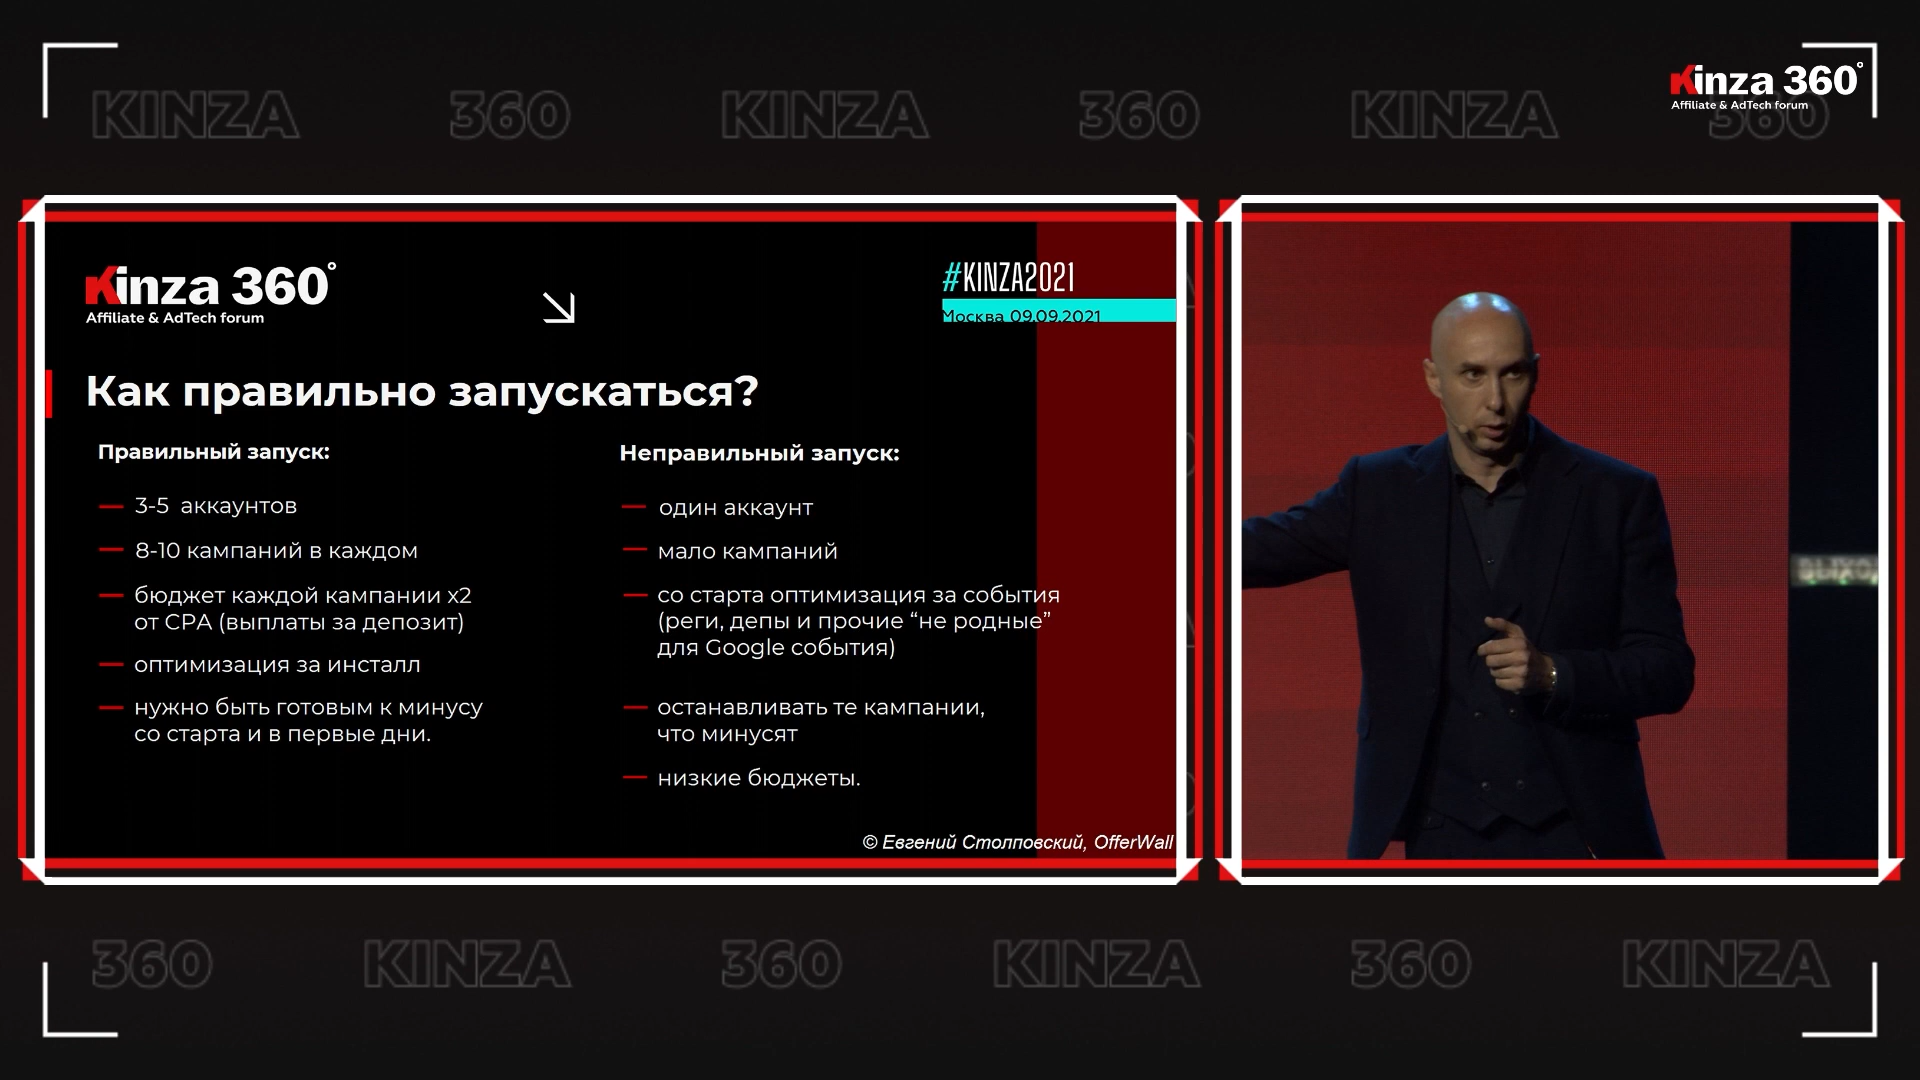 KINZA 360 KINZA 360 KINZA 360
Kinza 360°
Affiliate & AdTech forum
Kinza 360°
Affiliate & AdTech forum
#KINZA2021
Москва 09.09.2021
Как правильно запускаться?
Правильный запуск:
— 3-5 аккаунтов
— 8-10 кампаний в каждом
— бюджет каждой кампании х2
от СРА (выплаты за депозит)
— оптимизация за инсталл
— нужно быть готовым к минусу
со старта и в первые дни.
Неправильный запуск:
— один аккаунт
— мало кампаний
— со старта оптимизация за события
(реги, депы и прочие “не родные”
для Google события)
— останавливать те кампании,
что минусят
— низкие бюджеты.
© Евгений Столповский, OfferWall
360 KINZA 360 KINZA 360 KINZA